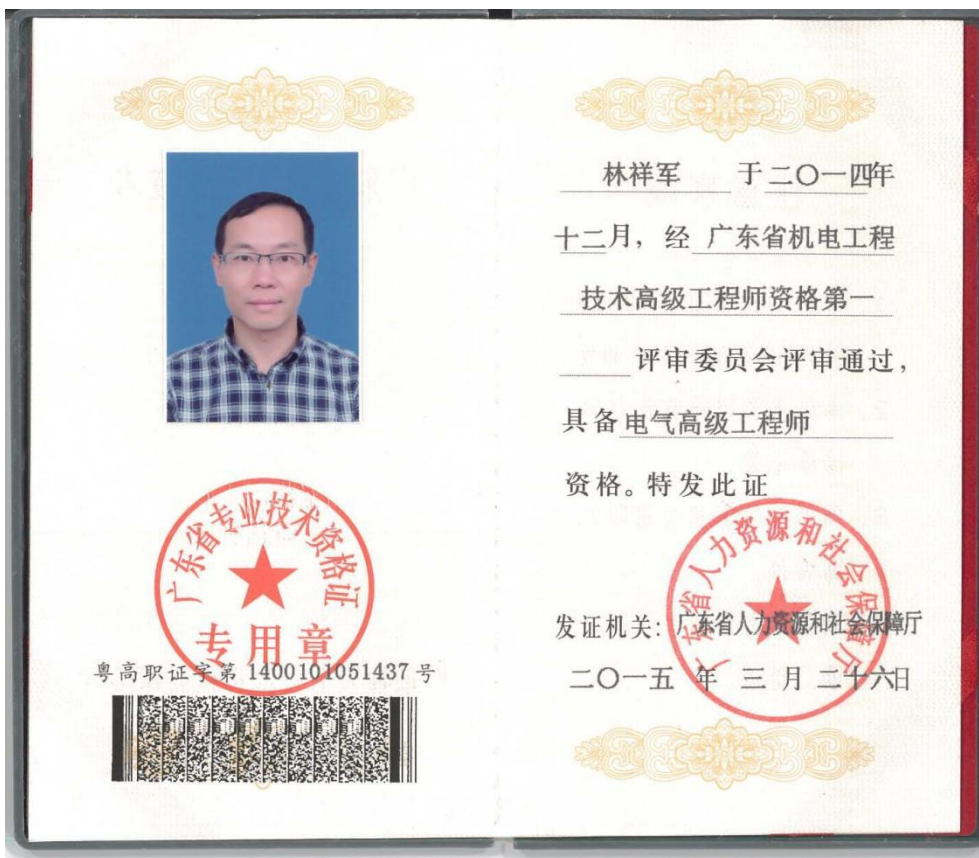 广东省专业技术资格证
专用章
粤高职证字第 1400101051437 号
林祥军 于二〇一四年
十二月，经 广东省机电工程
技术高级工程师资格第一
评审委员会评审通过，
具备电气高级工程师
资格。特发此证
广东省人力资源和社会保障厅
发证机关：广东省人力资源和社会保障厅
二〇一五 年 三 月 二十六日